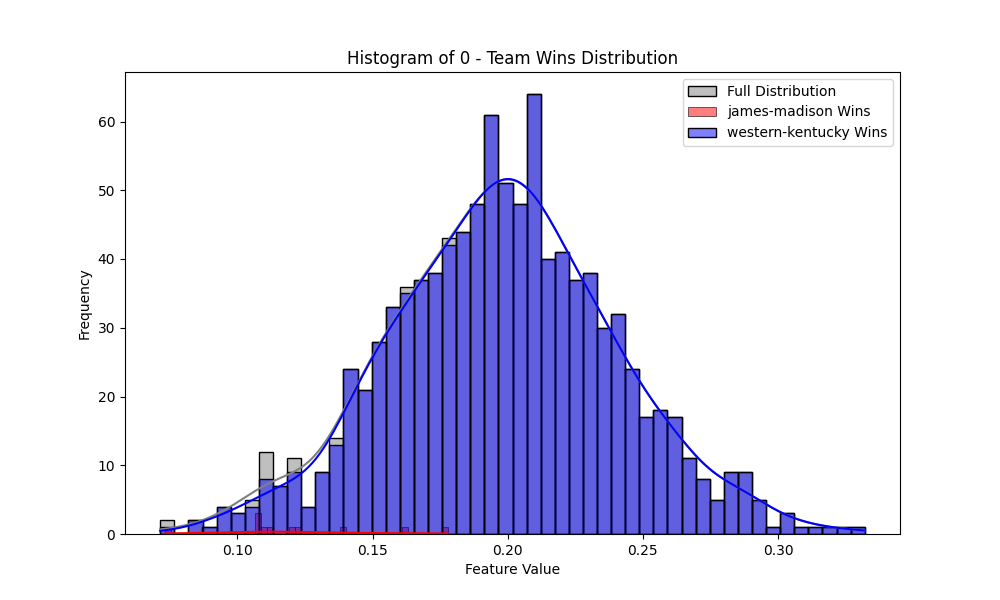 Histogram of 0 - Team Wins Distribution
Full Distribution
james-madison Wins
western-kentucky Wins
60
50
40
30
20
10
0
Frequency
0.10 0.15 0.20 0.25 0.30
Feature Value